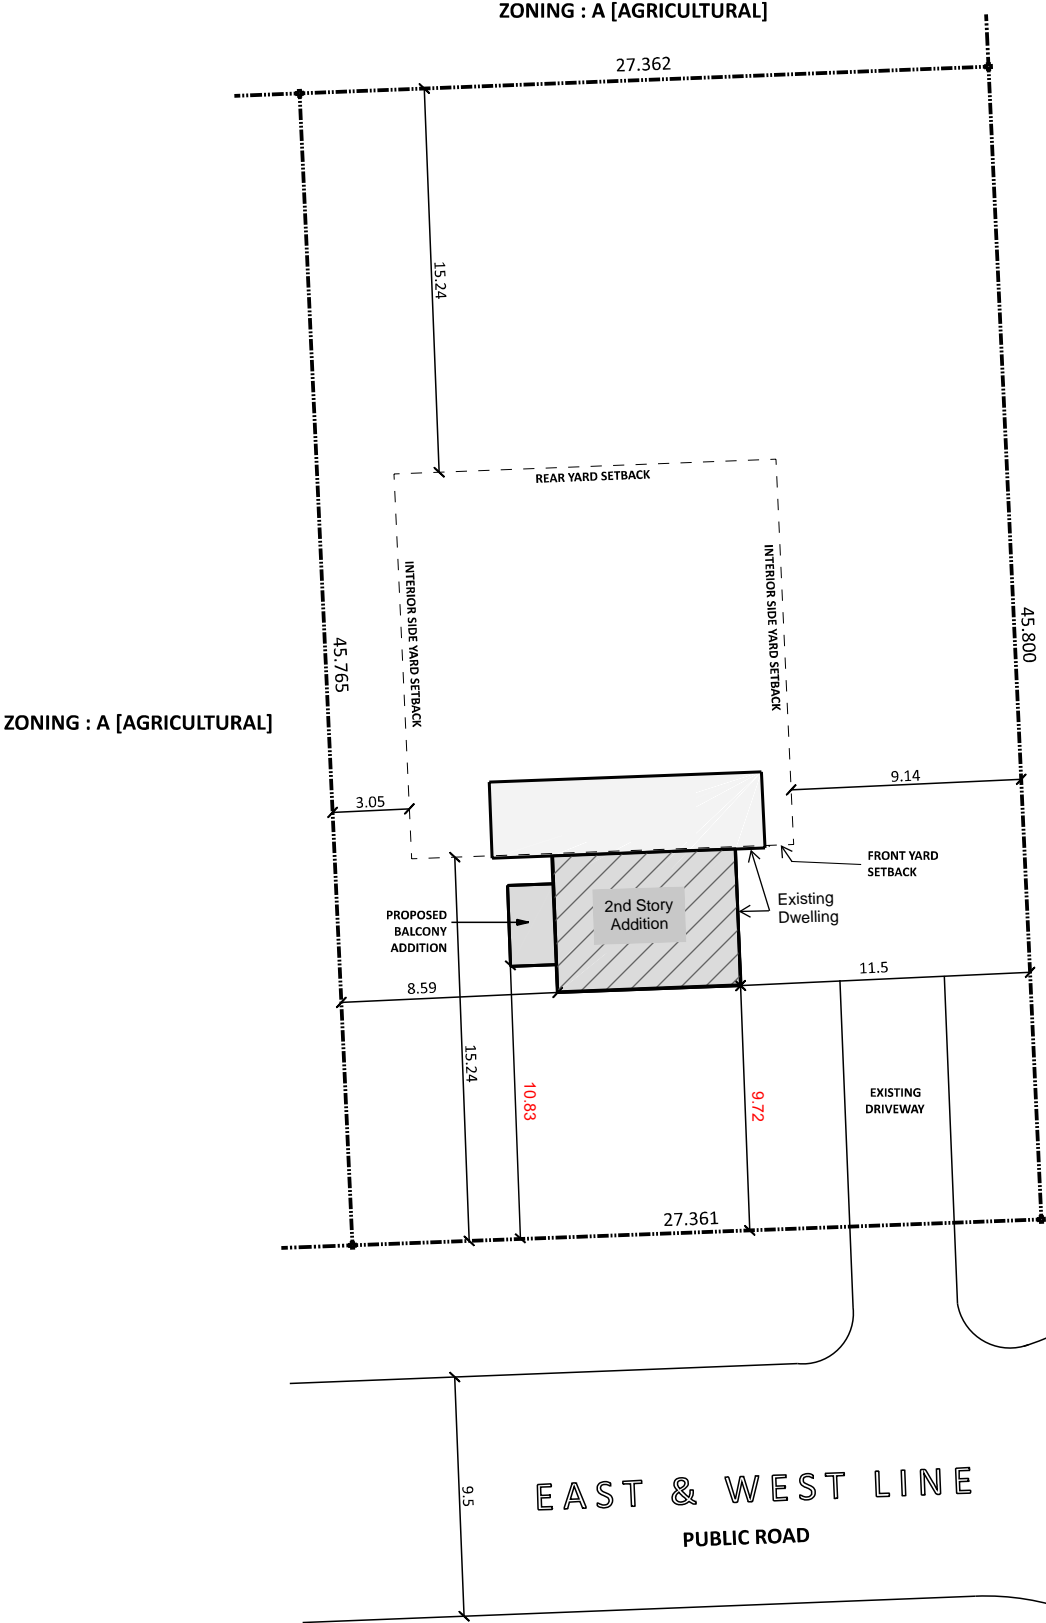 ZONING : A [AGRICULTURAL]
27.362
15.24
REAR YARD SETBACK
INTERIOR SIDE YARD SETBACK
INTERIOR SIDE YARD SETBACK
45.765
45.800
ZONING : A [AGRICULTURAL]
3.05
9.14
FRONT YARD
SETBACK
2nd Story
Addition
Existing
Dwelling
PROPOSED
BALCONY
ADDITION
8.59
11.5
15.24
10.83
9.72
EXISTING
DRIVEWAY
27.361
9.5
EAST & WEST LINE
PUBLIC ROAD